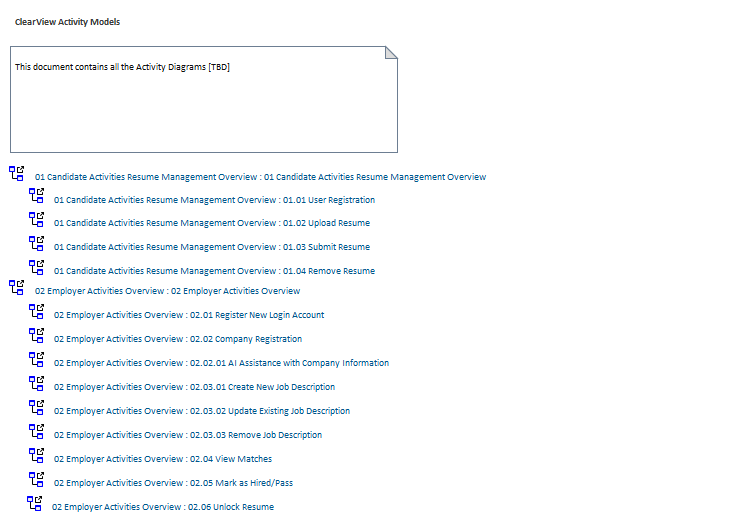 ClearView Activity Models
This document contains all the Activity Diagrams [TBD]
01 Candidate Activities Resume Management Overview : 01 Candidate Activities Resume Management Overview
01 Candidate Activities Resume Management Overview : 01.01 User Registration
01 Candidate Activities Resume Management Overview : 01.02 Upload Resume
01 Candidate Activities Resume Management Overview : 01.03 Submit Resume
01 Candidate Activities Resume Management Overview : 01.04 Remove Resume
02 Employer Activities Overview : 02 Employer Activities Overview
02 Employer Activities Overview : 02.01 Register New Login Account
02 Employer Activities Overview : 02.02 Company Registration
02 Employer Activities Overview : 02.02.01 AI Assistance with Company Information
02 Employer Activities Overview : 02.03.01 Create New Job Description
02 Employer Activities Overview : 02.03.02 Update Existing Job Description
02 Employer Activities Overview : 02.03.03 Remove Job Description
02 Employer Activities Overview : 02.04 View Matches
02 Employer Activities Overview : 02.05 Mark as Hired/Pass
02 Employer Activities Overview : 02.06 Unlock Resume